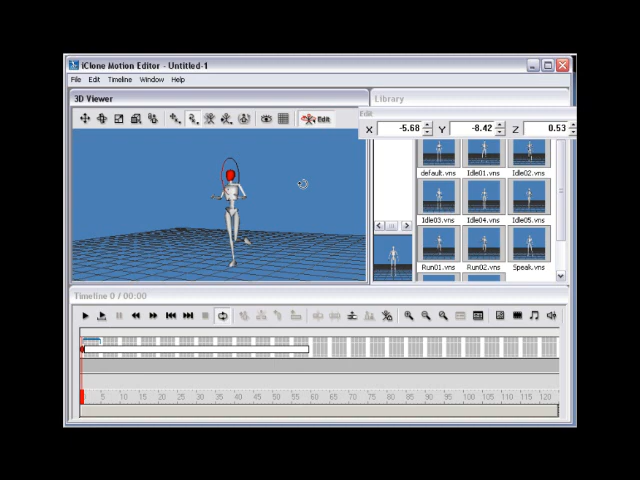 iClone Motion Editor - Untitled-1
File Edit Timeline Window Help
3D Viewer
Library
Edit
Edit
X -5.68 Y -8.42 Z 0.53
default.vns Idle01.vns Idle02.vns
Idle03.vns Idle04.vns Idle05.vns
Run01.vns Run02.vns Speak.vns
Timeline 0 / 00:00
5 10 15 20 25 30 35 40 45 50 55 60 65 70 75 80 85 90 95 100 105 110 115 120